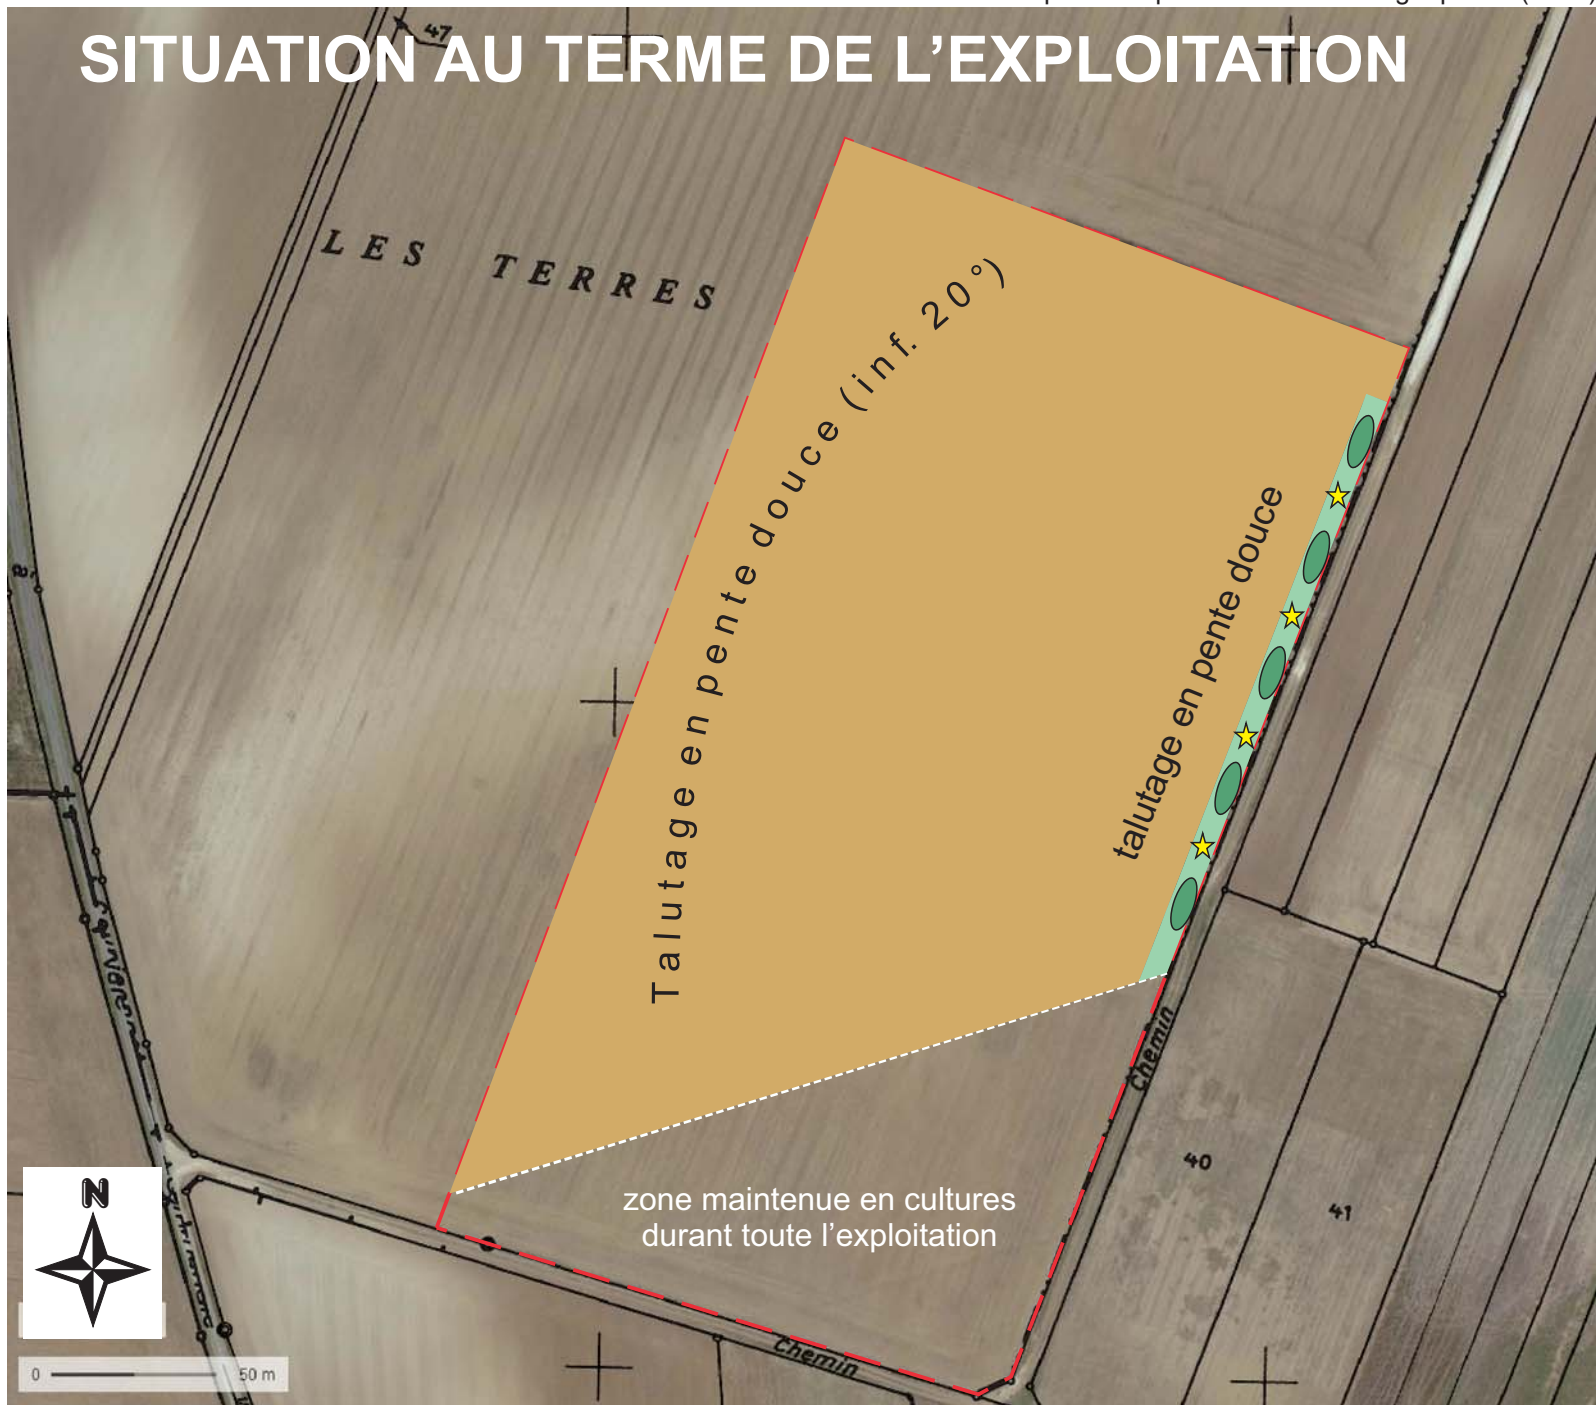 SITUATION AU TERME DE L’EXPLOITATION
47
LES TERRES
Talutage en pente douce (inf. 20°)
talutage en pente douce
Chemin
40
41
zone maintenue en cultures
durant toute l’exploitation
Chemin
N
0 50 m